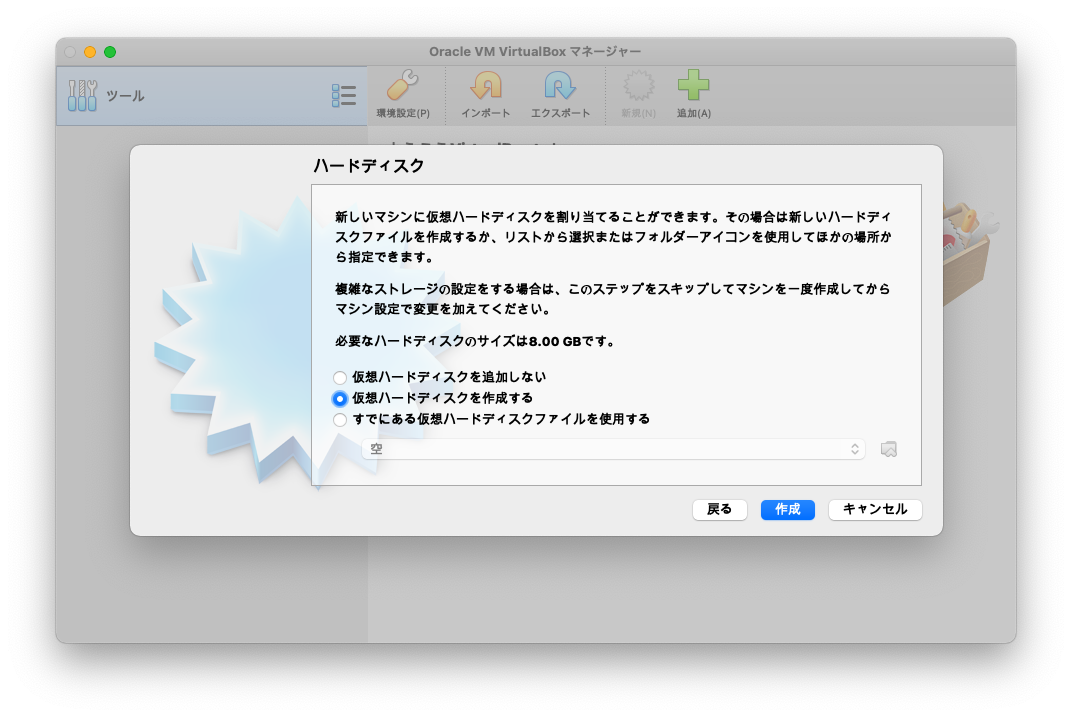 Oracle VM VirtualBox マネージャー
ツール
環境設定(P)
インポート
エクスポート
新規(N)
追加(A)
ハードディスク
新しいマシンに仮想ハードディスクを割り当てることができます。その場合は新しいハードディ
スクファイルを作成するか、リストから選択またはフォルダーアイコンを使用してほかの場所か
ら指定できます。
複雑なストレージの設定をする場合は、このステップをスキップしてマシンを一度作成してから
マシン設定で変更を加えてください。
必要なハードディスクのサイズは8.00 GBです。
仮想ハードディスクを追加しない
仮想ハードディスクを作成する
すでにある仮想ハードディスクファイルを使用する
空
戻る
作成
キャンセル